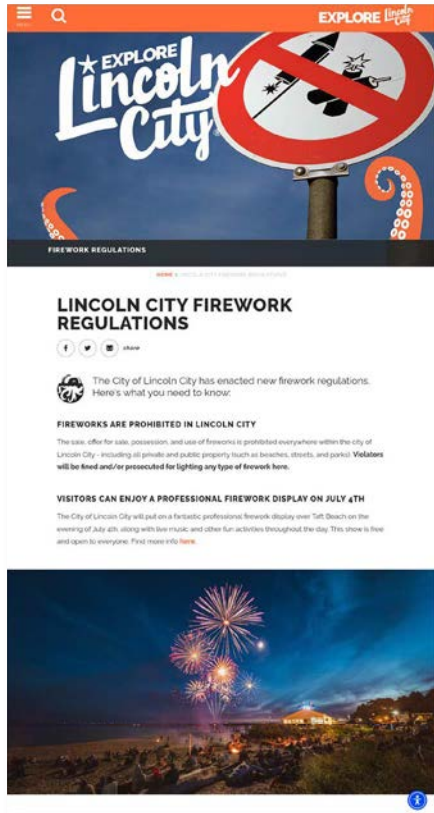 MENU
EXPLORE Lincoln City
EXPLORE
Lincoln
City
FIREWORK REGULATIONS
HOME > LINCOLN CITY FIREWORK REGULATIONS
LINCOLN CITY FIREWORK
REGULATIONS
share
The City of Lincoln City has enacted new firework regulations.
Here's what you need to know:
FIREWORKS ARE PROHIBITED IN LINCOLN CITY
The sale, offer for sale, possession, and use of fireworks is prohibited everywhere within the city of
Lincoln City - including all private and public property (such as beaches, streets, and parks). Violators
will be fined and/or prosecuted for lighting any type of firework here.
VISITORS CAN ENJOY A PROFESSIONAL FIREWORK DISPLAY ON JULY 4TH
The City of Lincoln City will put on a fantastic professional firework display over Taft Beach on the
evening of July 4th, along with live music and other fun activities throughout the day. This show is free
and open to everyone. Find more info here.